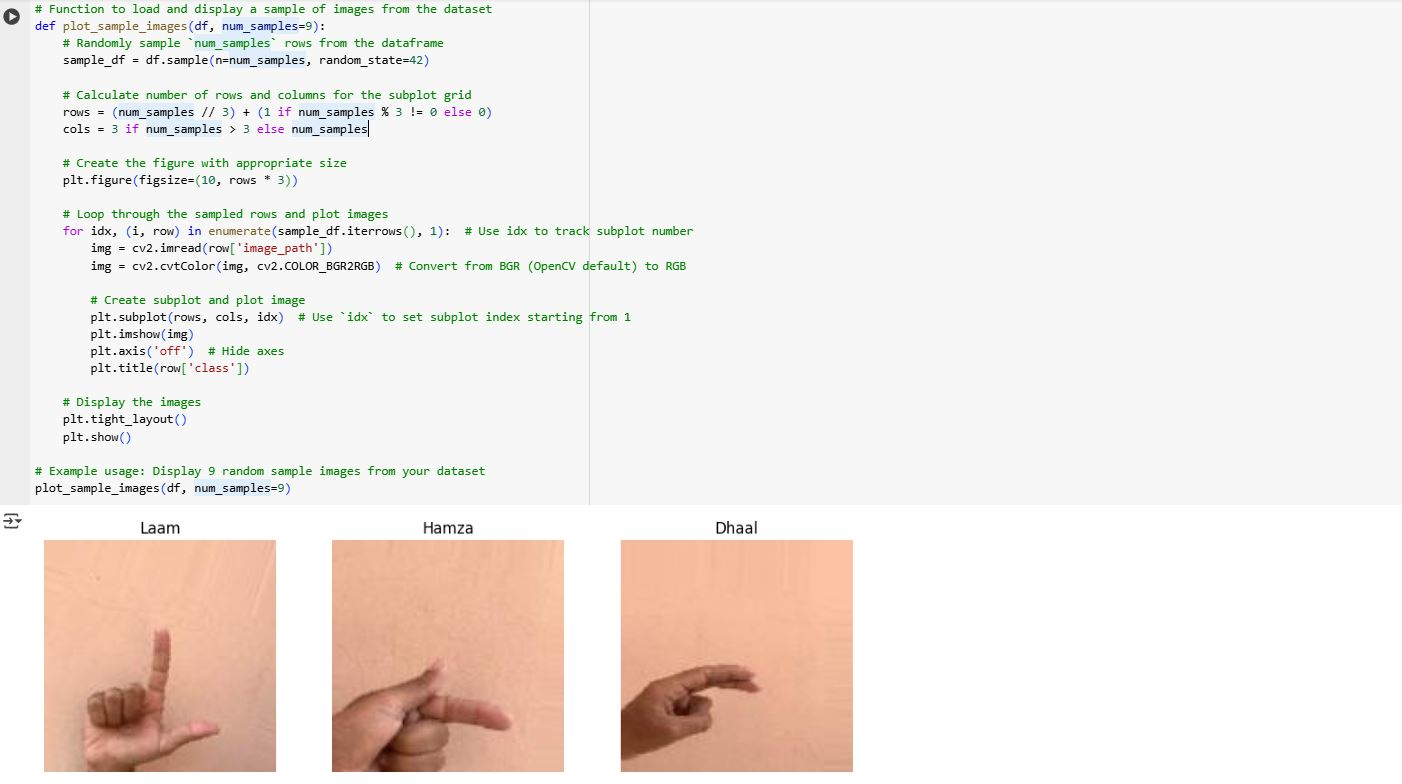 # Function to load and display a sample of images from the dataset
def plot_sample_images(df, num_samples=9):
    # Randomly sample `num_samples` rows from the dataframe
    sample_df = df.sample(n=num_samples, random_state=42)

    # Calculate number of rows and columns for the subplot grid
    rows = (num_samples // 3) + (1 if num_samples % 3 != 0 else 0)
    cols = 3 if num_samples > 3 else num_samples

    # Create the figure with appropriate size
    plt.figure(figsize=(10, rows * 3))

    # Loop through the sampled rows and plot images
    for idx, (i, row) in enumerate(sample_df.iterrows(), 1):  # Use idx to track subplot number
        img = cv2.imread(row['image_path'])
        img = cv2.cvtColor(img, cv2.COLOR_BGR2RGB)  # Convert from BGR (OpenCV default) to RGB

        # Create subplot and plot image
        plt.subplot(rows, cols, idx)  # Use `idx` to set subplot index starting from 1
        plt.imshow(img)
        plt.axis('off')  # Hide axes
        plt.title(row['class'])

    # Display the images
    plt.tight_layout()
    plt.show()

# Example usage: Display 9 random sample images from your dataset
plot_sample_images(df, num_samples=9)
Laam Hamza Dhaal